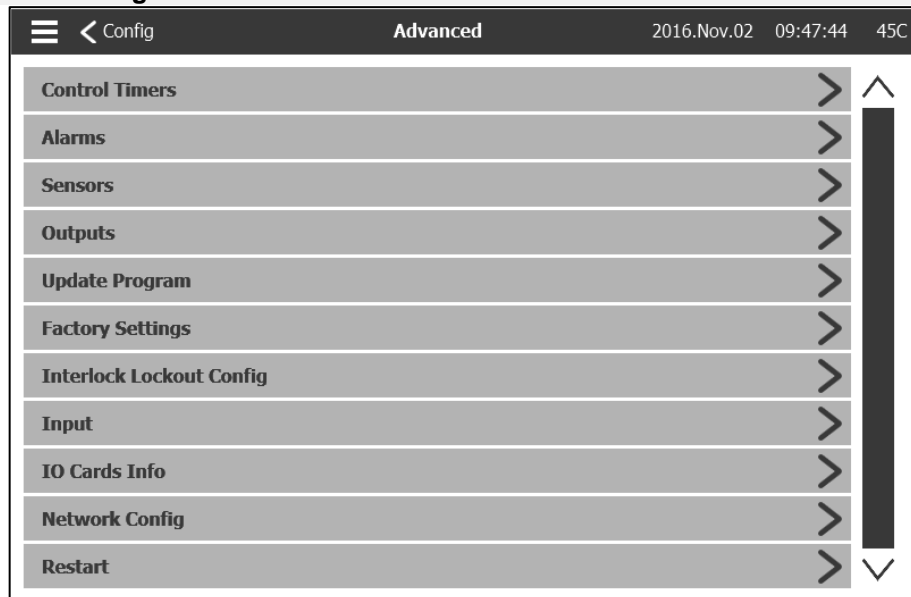 Config Advanced 2016.Nov.02 09:47:44 45C
Control Timers
Alarms
Sensors
Outputs
Update Program
Factory Settings
Interlock Lockout Config
Input
IO Cards Info
Network Config
Restart